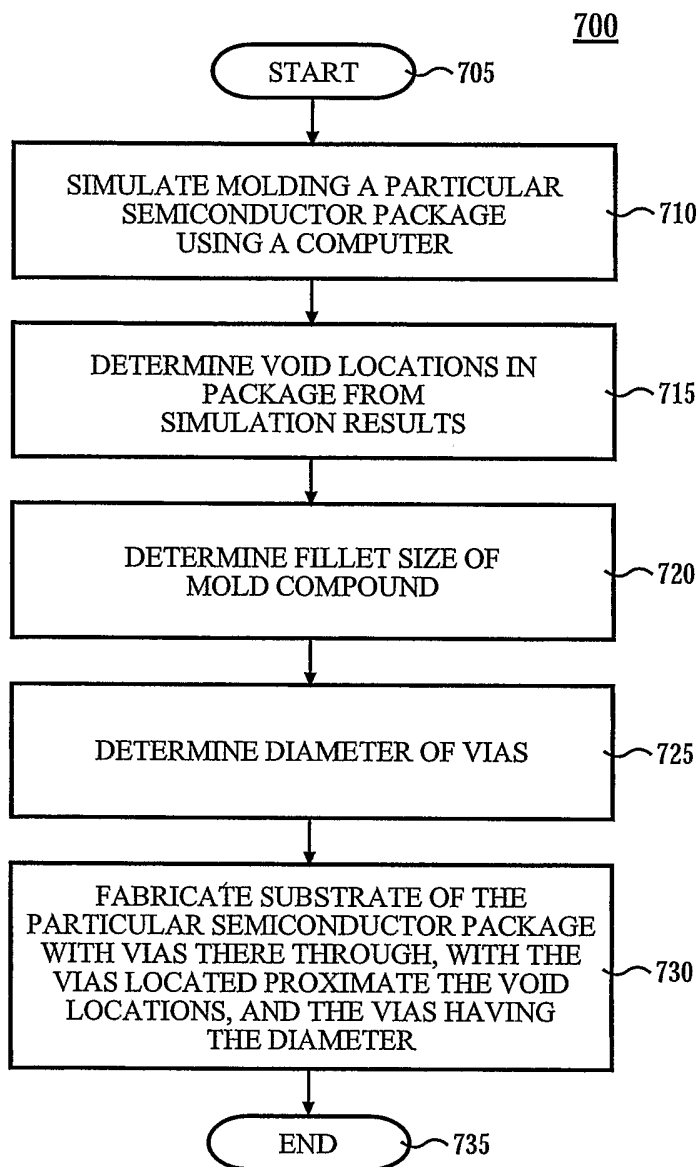 700
START
705
SIMULATE MOLDING A PARTICULAR
SEMICONDUCTOR PACKAGE
USING A COMPUTER
710
DETERMINE VOID LOCATIONS IN
PACKAGE FROM
SIMULATION RESULTS
715
DETERMINE FILLET SIZE OF
MOLD COMPOUND
720
DETERMINE DIAMETER OF VIAS
725
FABRICATE SUBSTRATE OF THE
PARTICULAR SEMICONDUCTOR PACKAGE
WITH VIAS THERE THROUGH, WITH THE
VIAS LOCATED PROXIMATE THE VOID
LOCATIONS, AND THE VIAS HAVING
THE DIAMETER
730
END
735